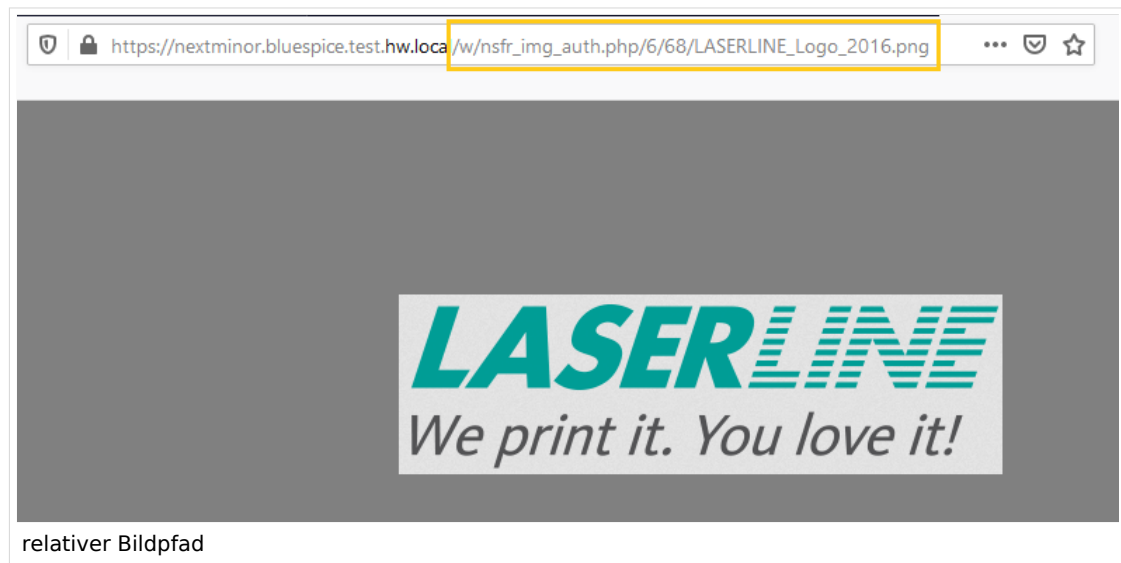 https://nextminor.bluespice.test.hw.loca/w/nsfr_img_auth.php/6/68/LASERLINE_Logo_2016.png
LASERLINE
We print it. You love it!
relativer Bildpfad